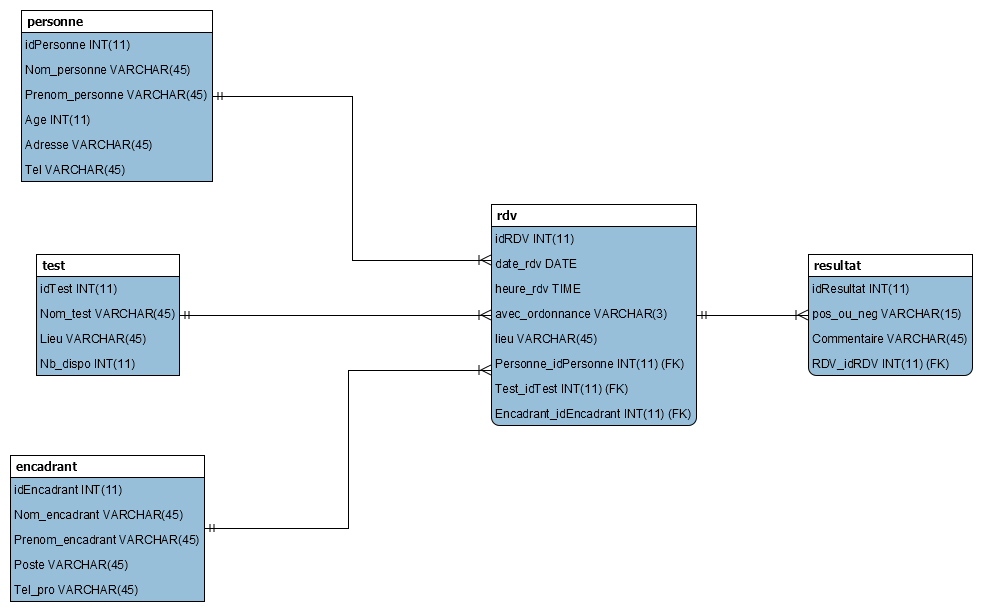 personne
idPersonne INT(11)
Nom_personne VARCHAR(45)
Prenom_personne VARCHAR(45)
Age INT(11)
Adresse VARCHAR(45)
Tel VARCHAR(45)
test
idTest INT(11)
Nom_test VARCHAR(45)
Lieu VARCHAR(45)
Nb_dispo INT(11)
encadrant
idEncadrant INT(11)
Nom_encadrant VARCHAR(45)
Prenom_encadrant VARCHAR(45)
Poste VARCHAR(45)
Tel_pro VARCHAR(45)
rdv
idRDV INT(11)
date_rdv DATE
heure_rdv TIME
avec_ordonnance VARCHAR(3)
lieu VARCHAR(45)
Personne_idPersonne INT(11) (FK)
Test_idTest INT(11) (FK)
Encadrant_idEncadrant INT(11) (FK)
resultat
idResultat INT(11)
pos_ou_neg VARCHAR(15)
Commentaire VARCHAR(45)
RDV_idRDV INT(11) (FK)